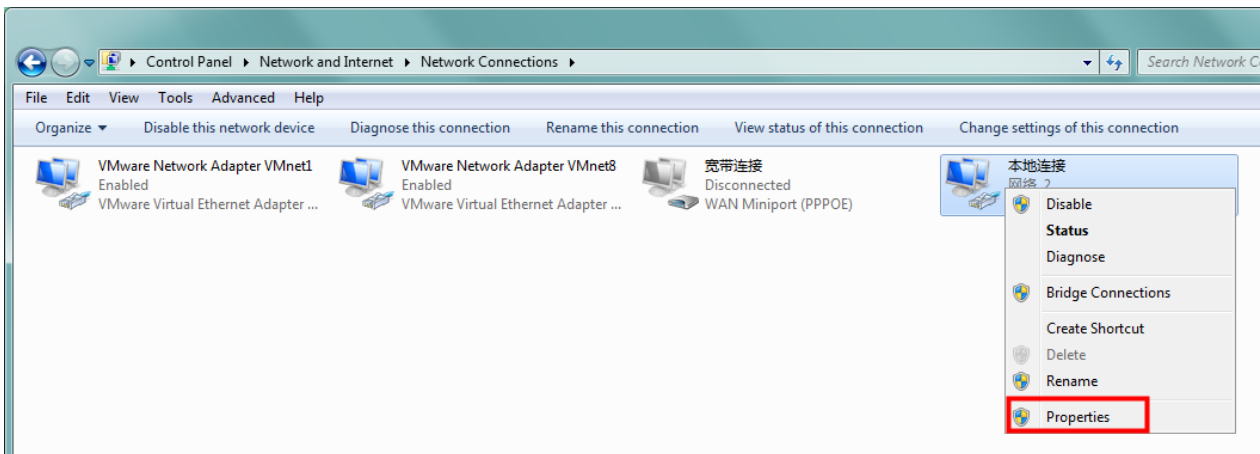 Control Panel ▸ Network and Internet ▸ Network Connections ▸
Search Network C
File Edit View Tools Advanced Help
Organize ▾ Disable this network device Diagnose this connection Rename this connection View status of this connection Change settings of this connection
VMware Network Adapter VMnet1
Enabled
VMware Virtual Ethernet Adapter ...
VMware Network Adapter VMnet8
Enabled
VMware Virtual Ethernet Adapter ...
宽带连接
Disconnected
WAN Miniport (PPPOE)
本地连接
网络 2
Disable
Status
Diagnose
Bridge Connections
Create Shortcut
Delete
Rename
Properties